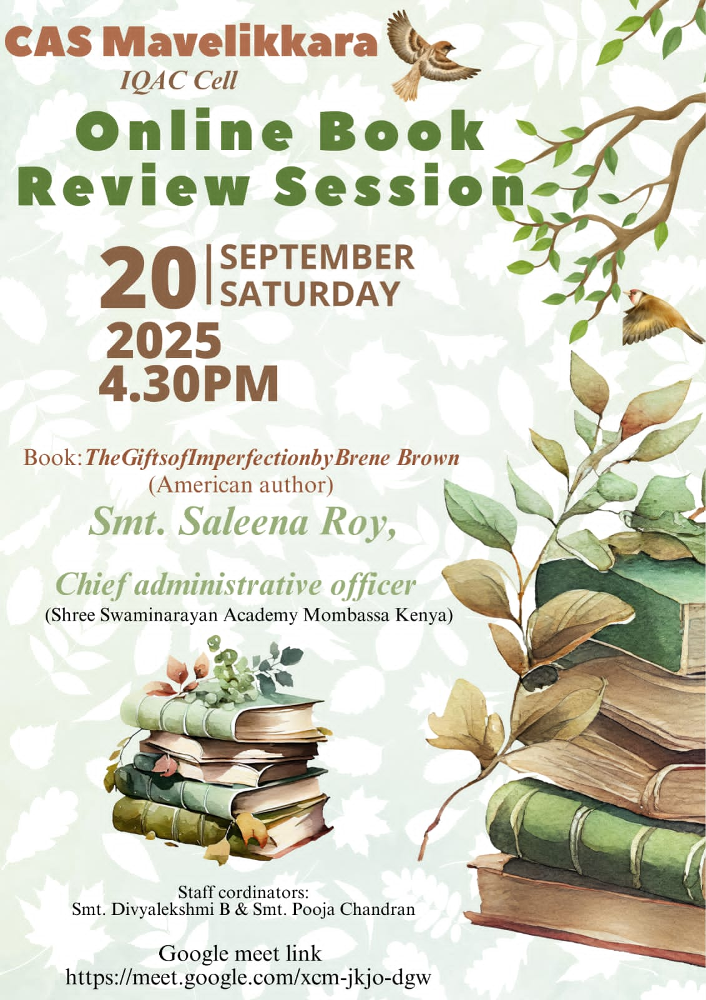 CAS Mavelikkara
IQAC Cell
Online Book
Review Session
20 SEPTEMBER
SATURDAY
2025
4.30PM
Book:TheGiftsofImperfectionbyBrene Brown
(American author)
Smt. Saleena Roy,
Chief administrative officer
(Shree Swaminarayan Academy Mombassa Kenya)
Staff cordinators:
Smt. Divyalekshmi B & Smt. Pooja Chandran
Google meet link
https://meet.google.com/xcm-jkjo-dgw